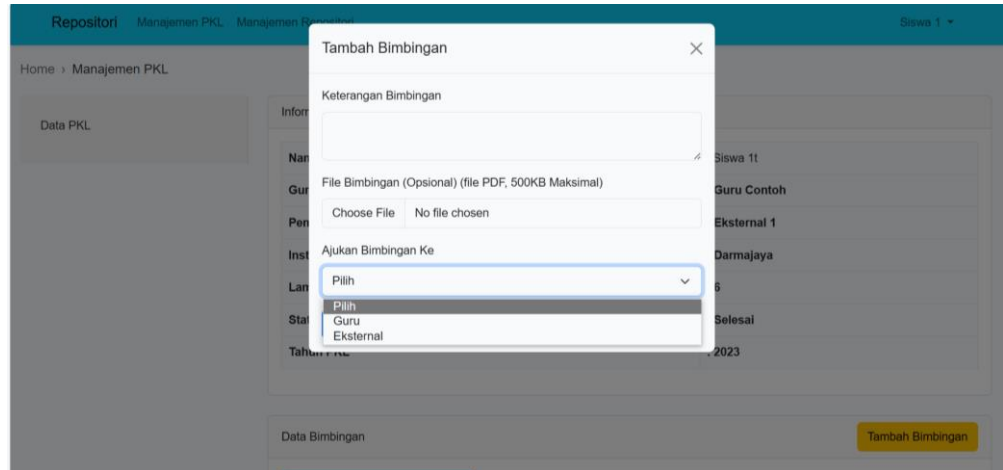 Repositori Manajemen PKL Manajemen Repositori Siswa 1
Tambah Bimbingan
Home › Manajemen PKL
Keterangan Bimbingan
Data PKL
Siswa 1t
File Bimbingan (Opsional) (file PDF, 500KB Maksimal)
Guru Contoh
Choose File No file chosen
Eksternal 1
Ajukan Bimbingan Ke
Darmajaya
Pilih
6
Pilih
Guru
Selesai
Eksternal
Tahun PKL : 2023
Data Bimbingan Tambah Bimbingan